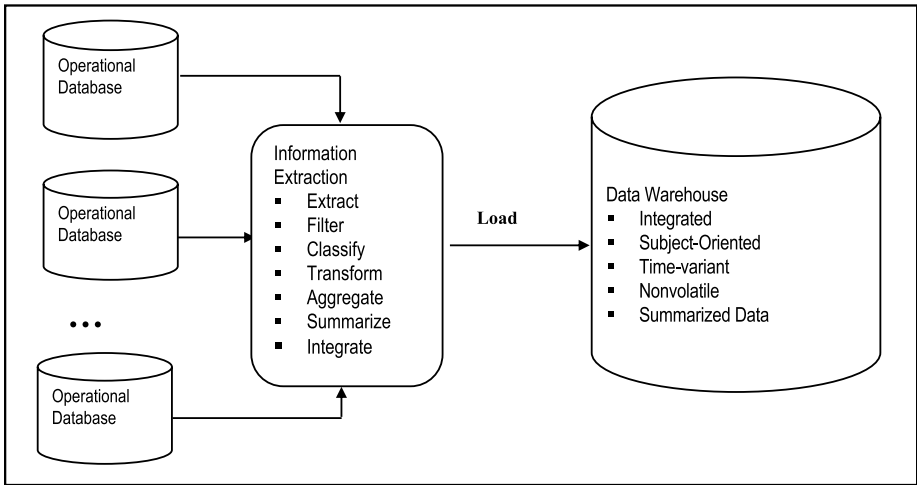 Operational
Database
Operational
Database
...
Operational
Database
Information
Extraction
▪ Extract
▪ Filter
▪ Classify
▪ Transform
▪ Aggregate
▪ Summarize
▪ Integrate
Load
Data Warehouse
▪ Integrated
▪ Subject-Oriented
▪ Time-variant
▪ Nonvolatile
▪ Summarized Data